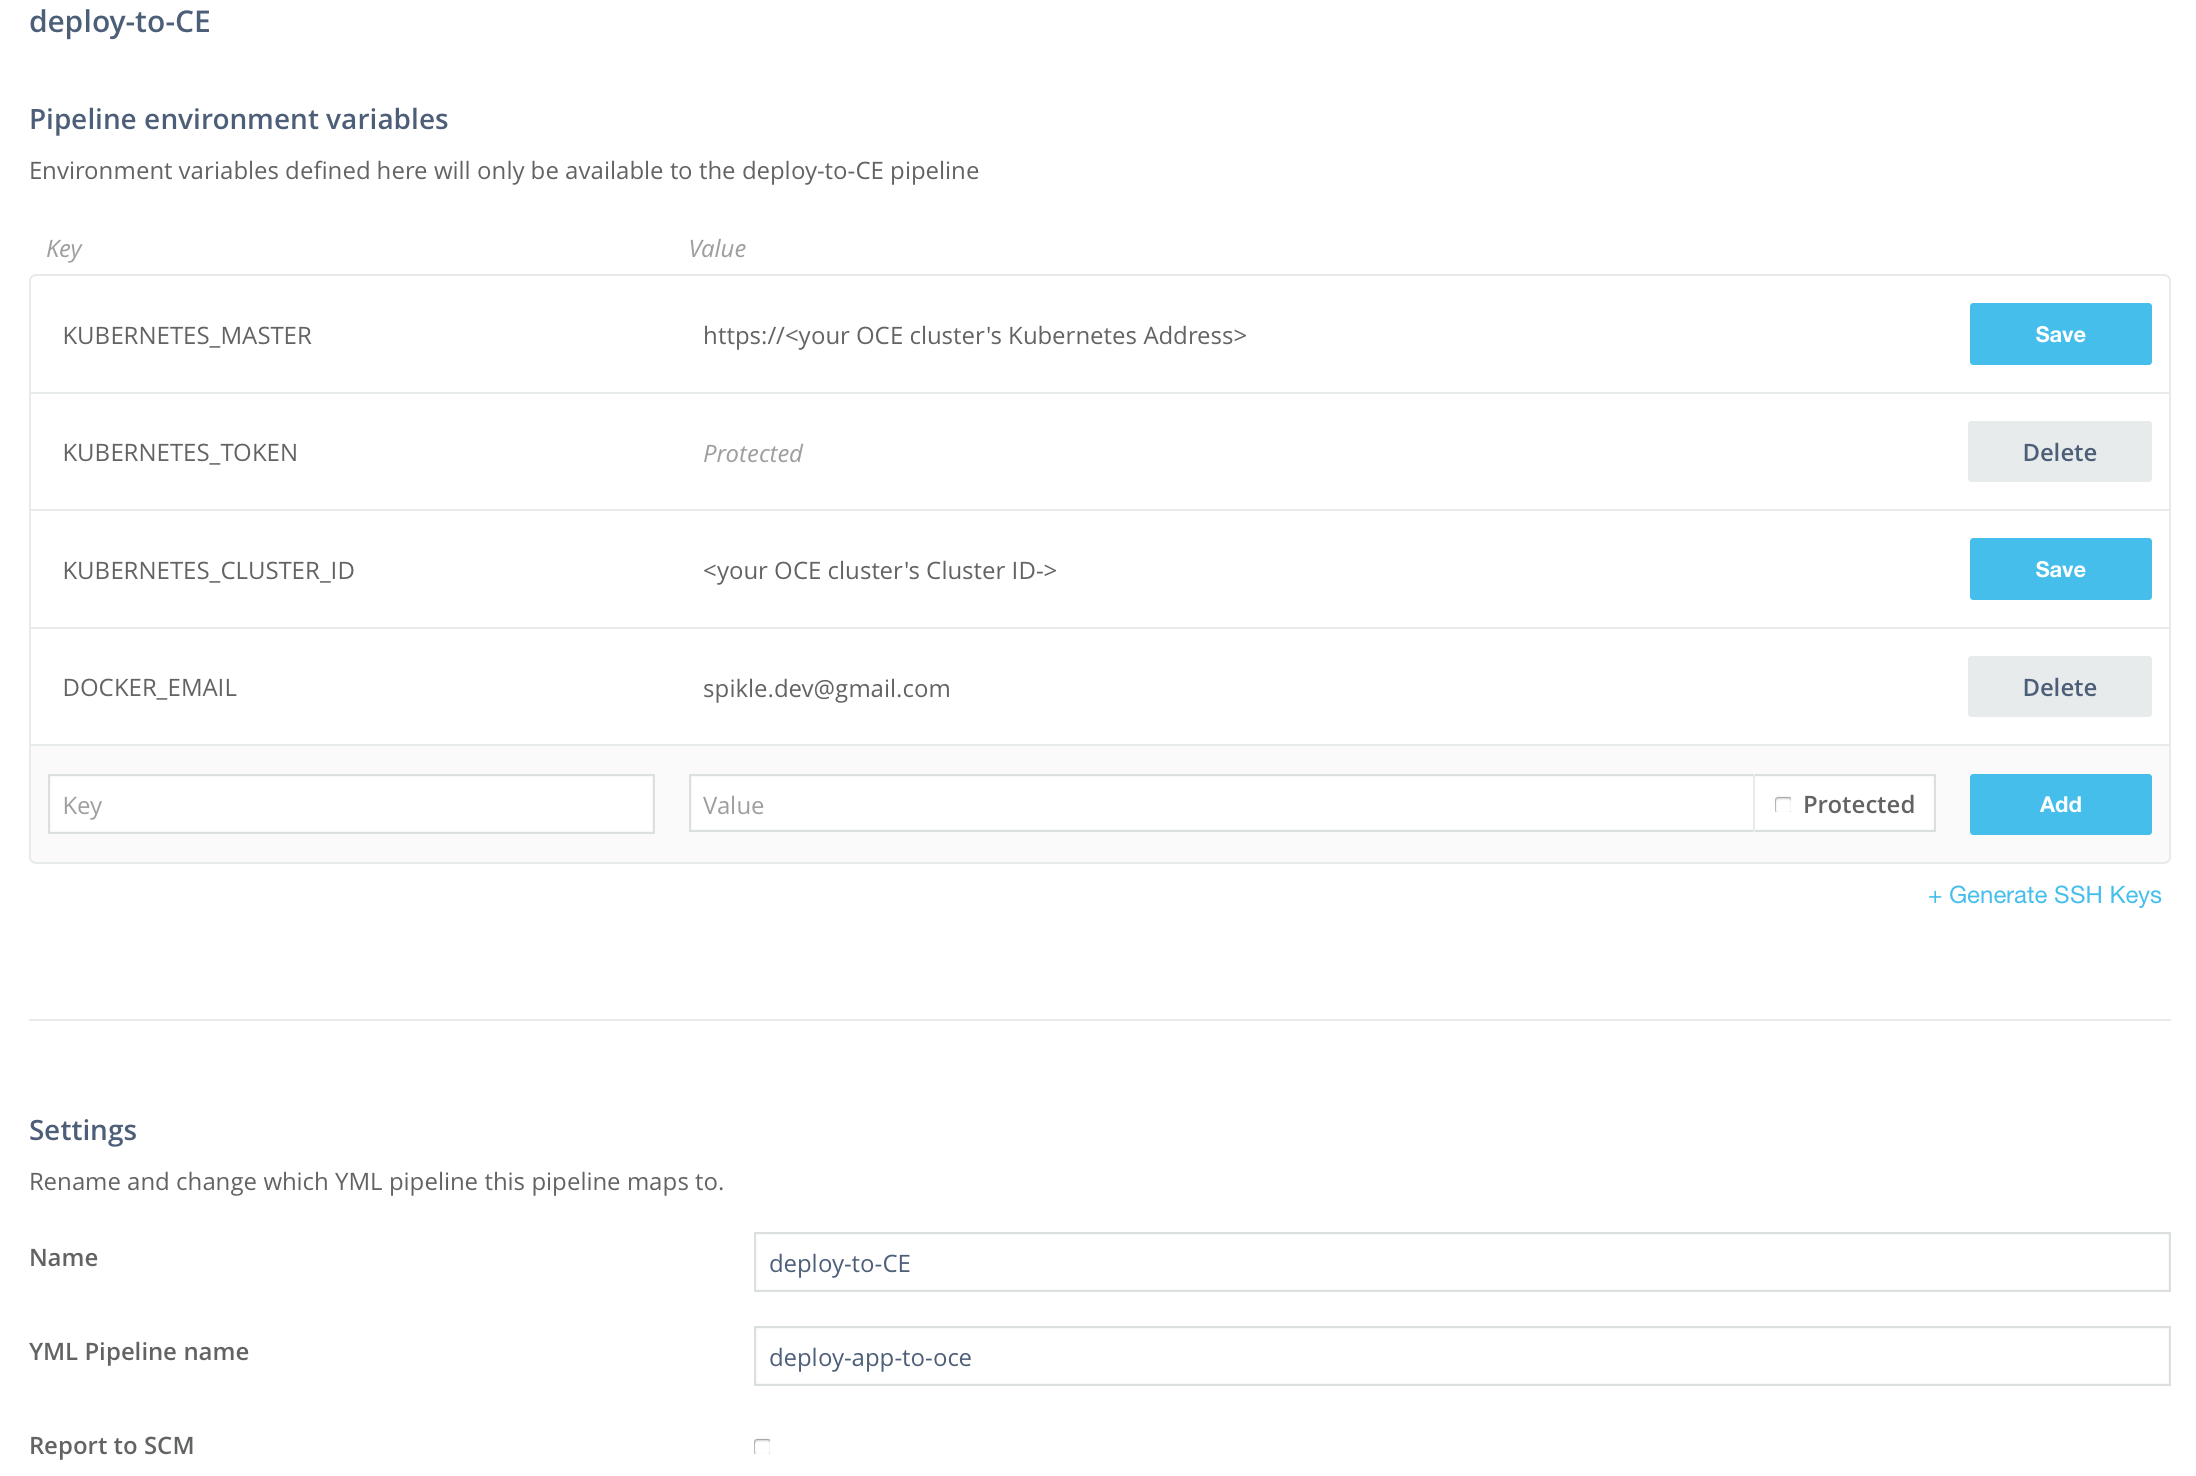 deploy-to-CE
Pipeline environment variables
Environment variables defined here will only be available to the deploy-to-CE pipeline
Key Value
KUBERNETES_MASTER https://<your OCE cluster's Kubernetes Address> Save
KUBERNETES_TOKEN Protected Delete
KUBERNETES_CLUSTER_ID <your OCE cluster's Cluster ID-> Save
DOCKER_EMAIL spikle.dev@gmail.com Delete
Key Value Protected Add
+ Generate SSH Keys
Settings
Rename and change which YML pipeline this pipeline maps to.
Name deploy-to-CE
YML Pipeline name deploy-app-to-oce
Report to SCM